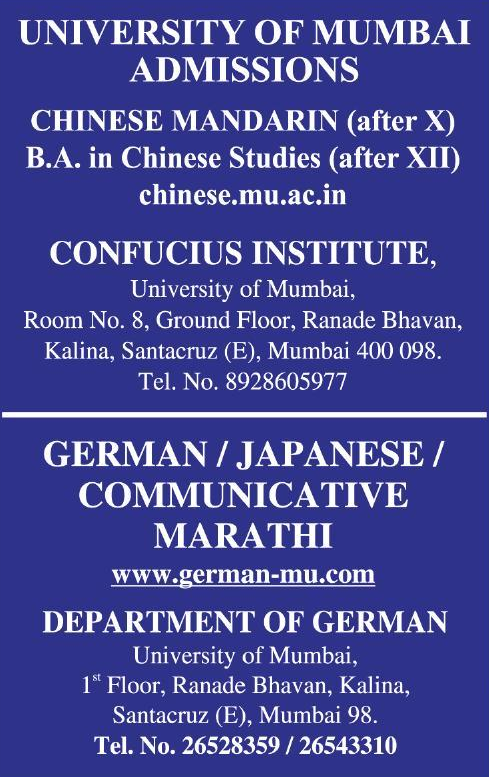 UNIVERSITY OF MUMBAI
ADMISSIONS
CHINESE MANDARIN (after X)
B.A. in Chinese Studies (after XII)
chinese.mu.ac.in
CONFUCIUS INSTITUTE,
University of Mumbai,
Room No. 8, Ground Floor, Ranade Bhavan,
Kalina, Santacruz (E), Mumbai 400 098.
Tel. No. 8928605977
GERMAN / JAPANESE /
COMMUNICATIVE
MARATHI
www.german-mu.com
DEPARTMENT OF GERMAN
University of Mumbai,
1st Floor, Ranade Bhavan, Kalina,
Santacruz (E), Mumbai 98.
Tel. No. 26528359 / 26543310